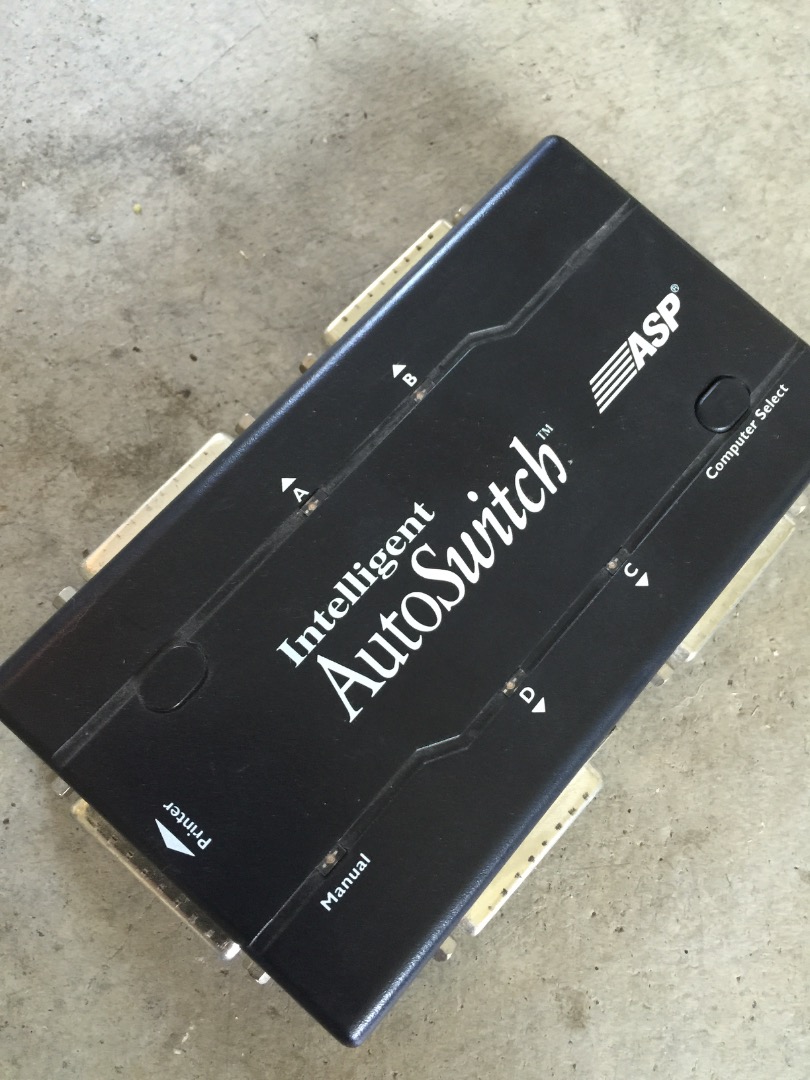 ASP®
Computer Select
B
A
Intelligent
AutoSwitch™
C
D
Printer
Manual